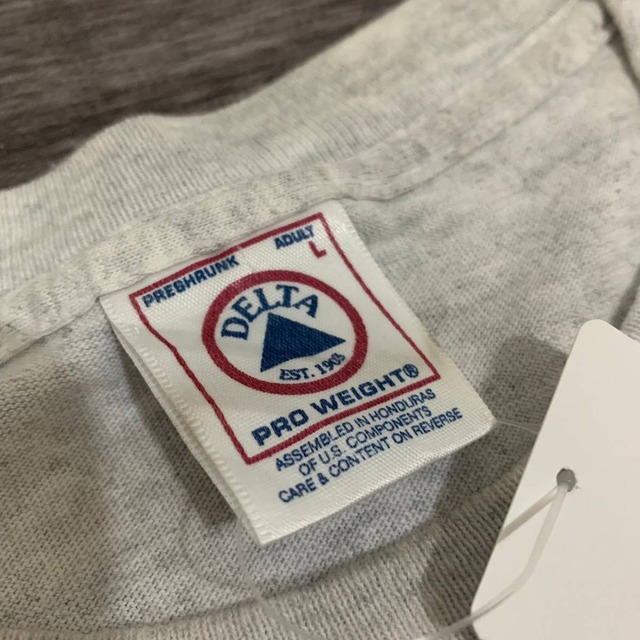 PRESHRUNK ADULT L
DELTA
EST. 1903
PRO WEIGHT®
ASSEMBLED IN HONDURAS
OF U.S. COMPONENTS
CARE & CONTENT ON REVERSE